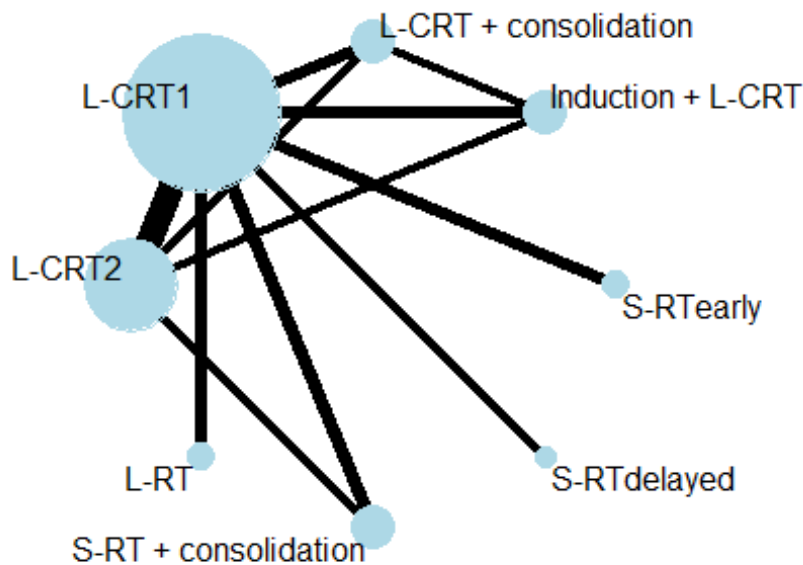 L-CRT + consolidation
L-CRT1
Induction + L-CRT
L-CRT2
S-RTearly
L-RT
S-RTdelayed
S-RT + consolidation